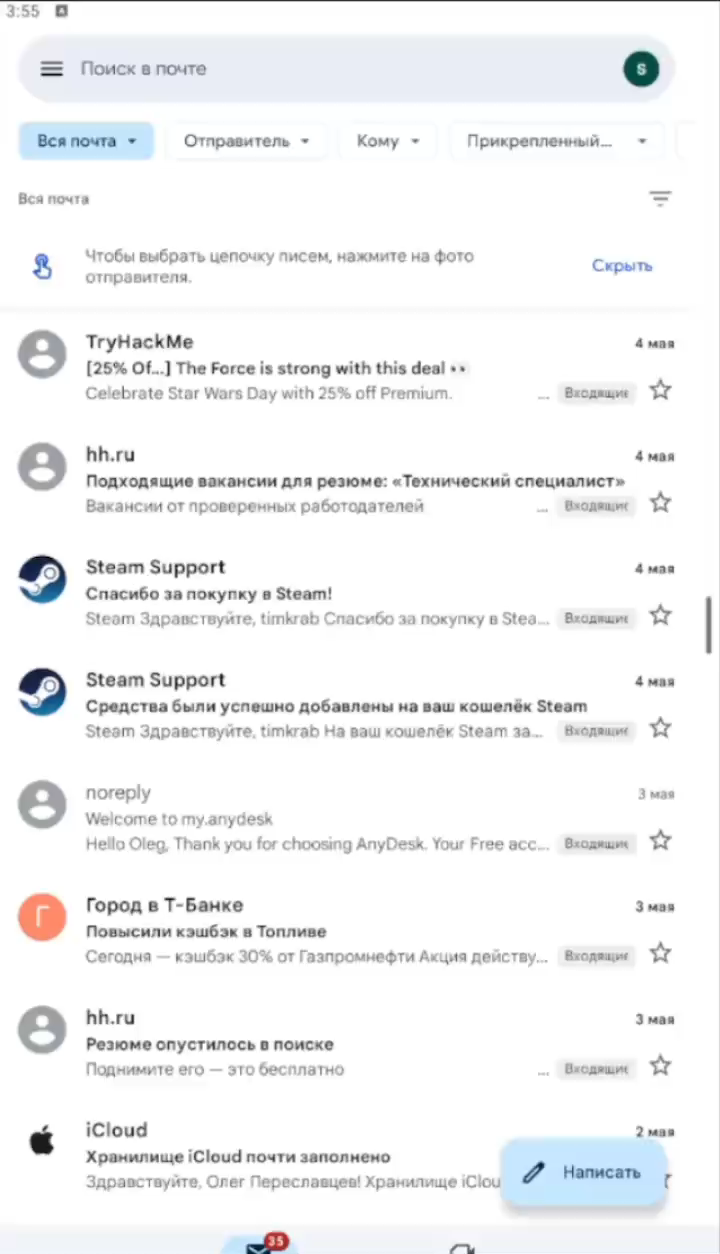 3:55
Поиск в почте
S
Вся почта
Отправитель
Кому
Прикрепленный...
Вся почта
Чтобы выбрать цепочку писем, нажмите на фото
отправителя.
Скрыть
TryHackMe
4 мая
[25% Of...] The Force is strong with this deal 👀
Celebrate Star Wars Day with 25% off Premium.
... Входящие
hh.ru
4 мая
Подходящие вакансии для резюме: «Технический специалист»
Вакансии от проверенных работодателей
... Входящие
Steam Support
4 мая
Спасибо за покупку в Steam!
Steam Здравствуйте, timkrab Спасибо за покупку в Stea... Входящие
Steam Support
4 мая
Средства были успешно добавлены на ваш кошелёк Steam
Steam Здравствуйте, timkrab На ваш кошелёк Steam за... Входящие
noreply
3 мая
Welcome to my.anydesk
Hello Oleg, Thank you for choosing AnyDesk. Your Free acc... Входящие
Г
Город в Т-Банке
3 мая
Повысили кэшбэк в Топливе
Сегодня — кэшбэк 30% от Газпромнефти Акция действу... Входящие
hh.ru
3 мая
Резюме опустилось в поиске
Поднимите его — это бесплатно
... Входящие
iCloud
2 мая
Хранилище iCloud почти заполнено
Здравствуйте, Олег Переславцев! Хранилище iClou
Написать
35